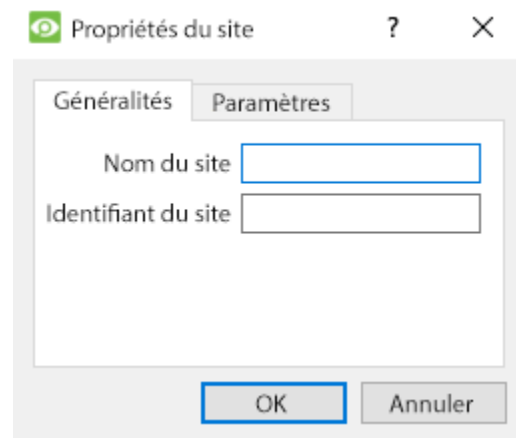 Propriétés du site ?
Généralités Paramètres
Nom du site
Identifiant du site
OK Annuler